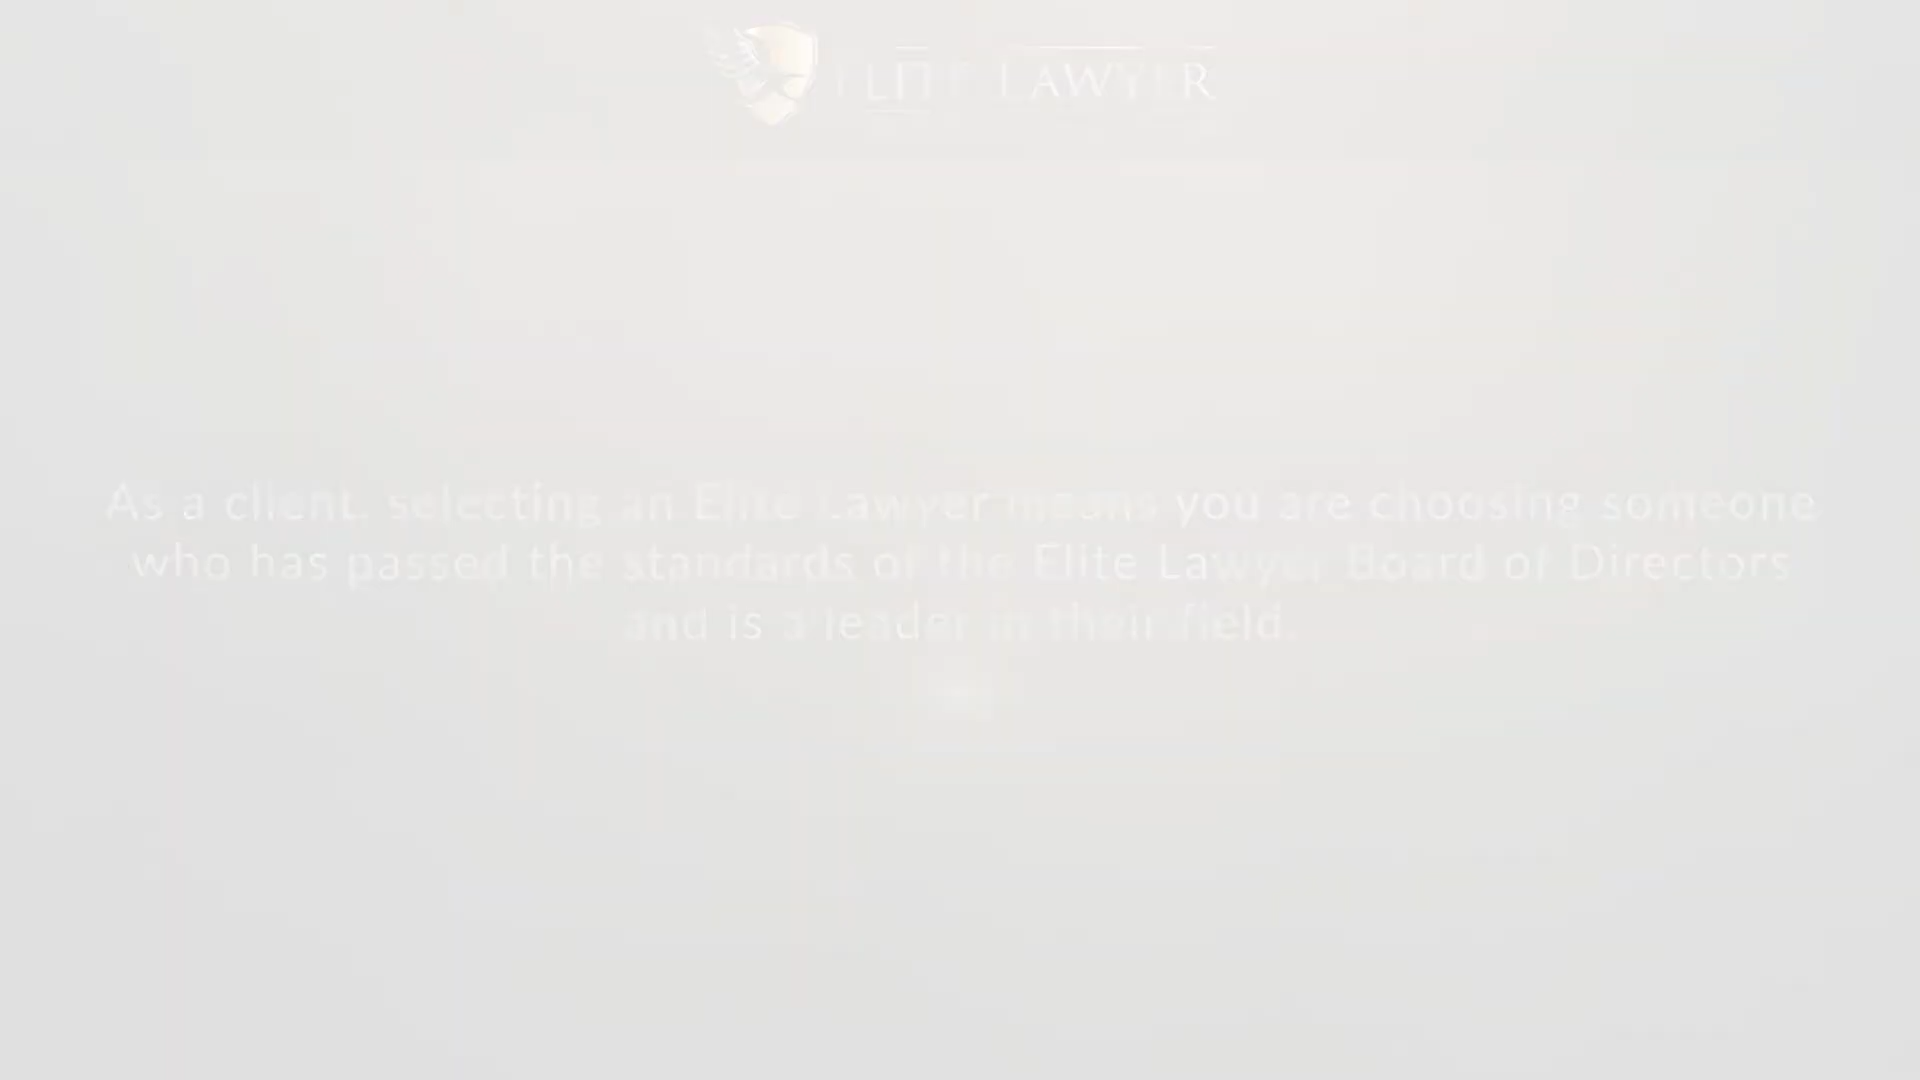 ELITE LAWYER
As a client, selecting an Elite Lawyer means you are choosing someone
who has passed the standards of the Elite Lawyer Board of Directors
and is a leader in their field.